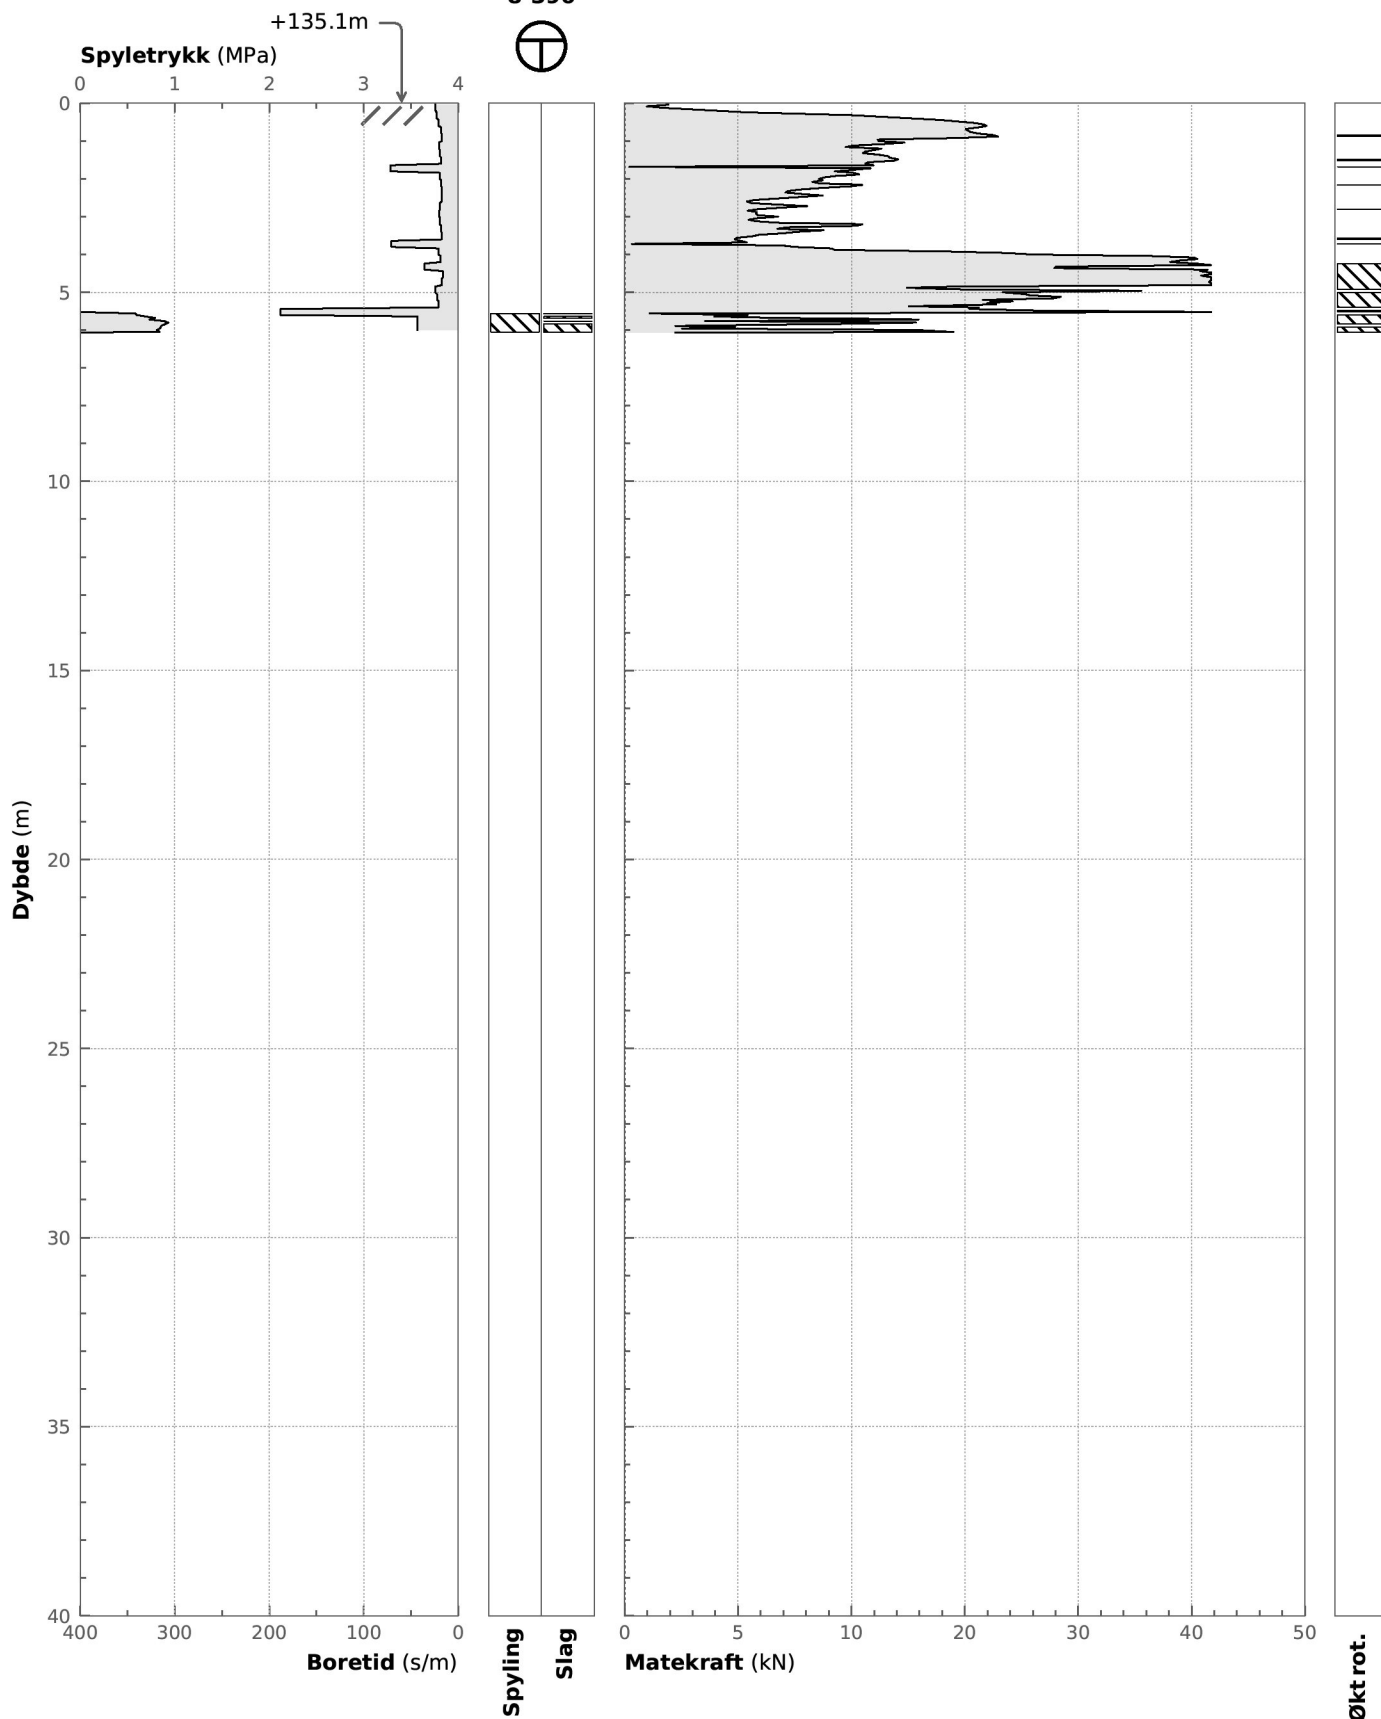 +135.1m
Spyletrykk (MPa)
0 1 2 3 4
0
5
10
15
20
25
30
35
40
Dybde (m)
400 300 200 100 0
Boretid (s/m)
Spyling
Slag
0 5 10 20 30 40 50
Matekraft (kN)
Økt rot.